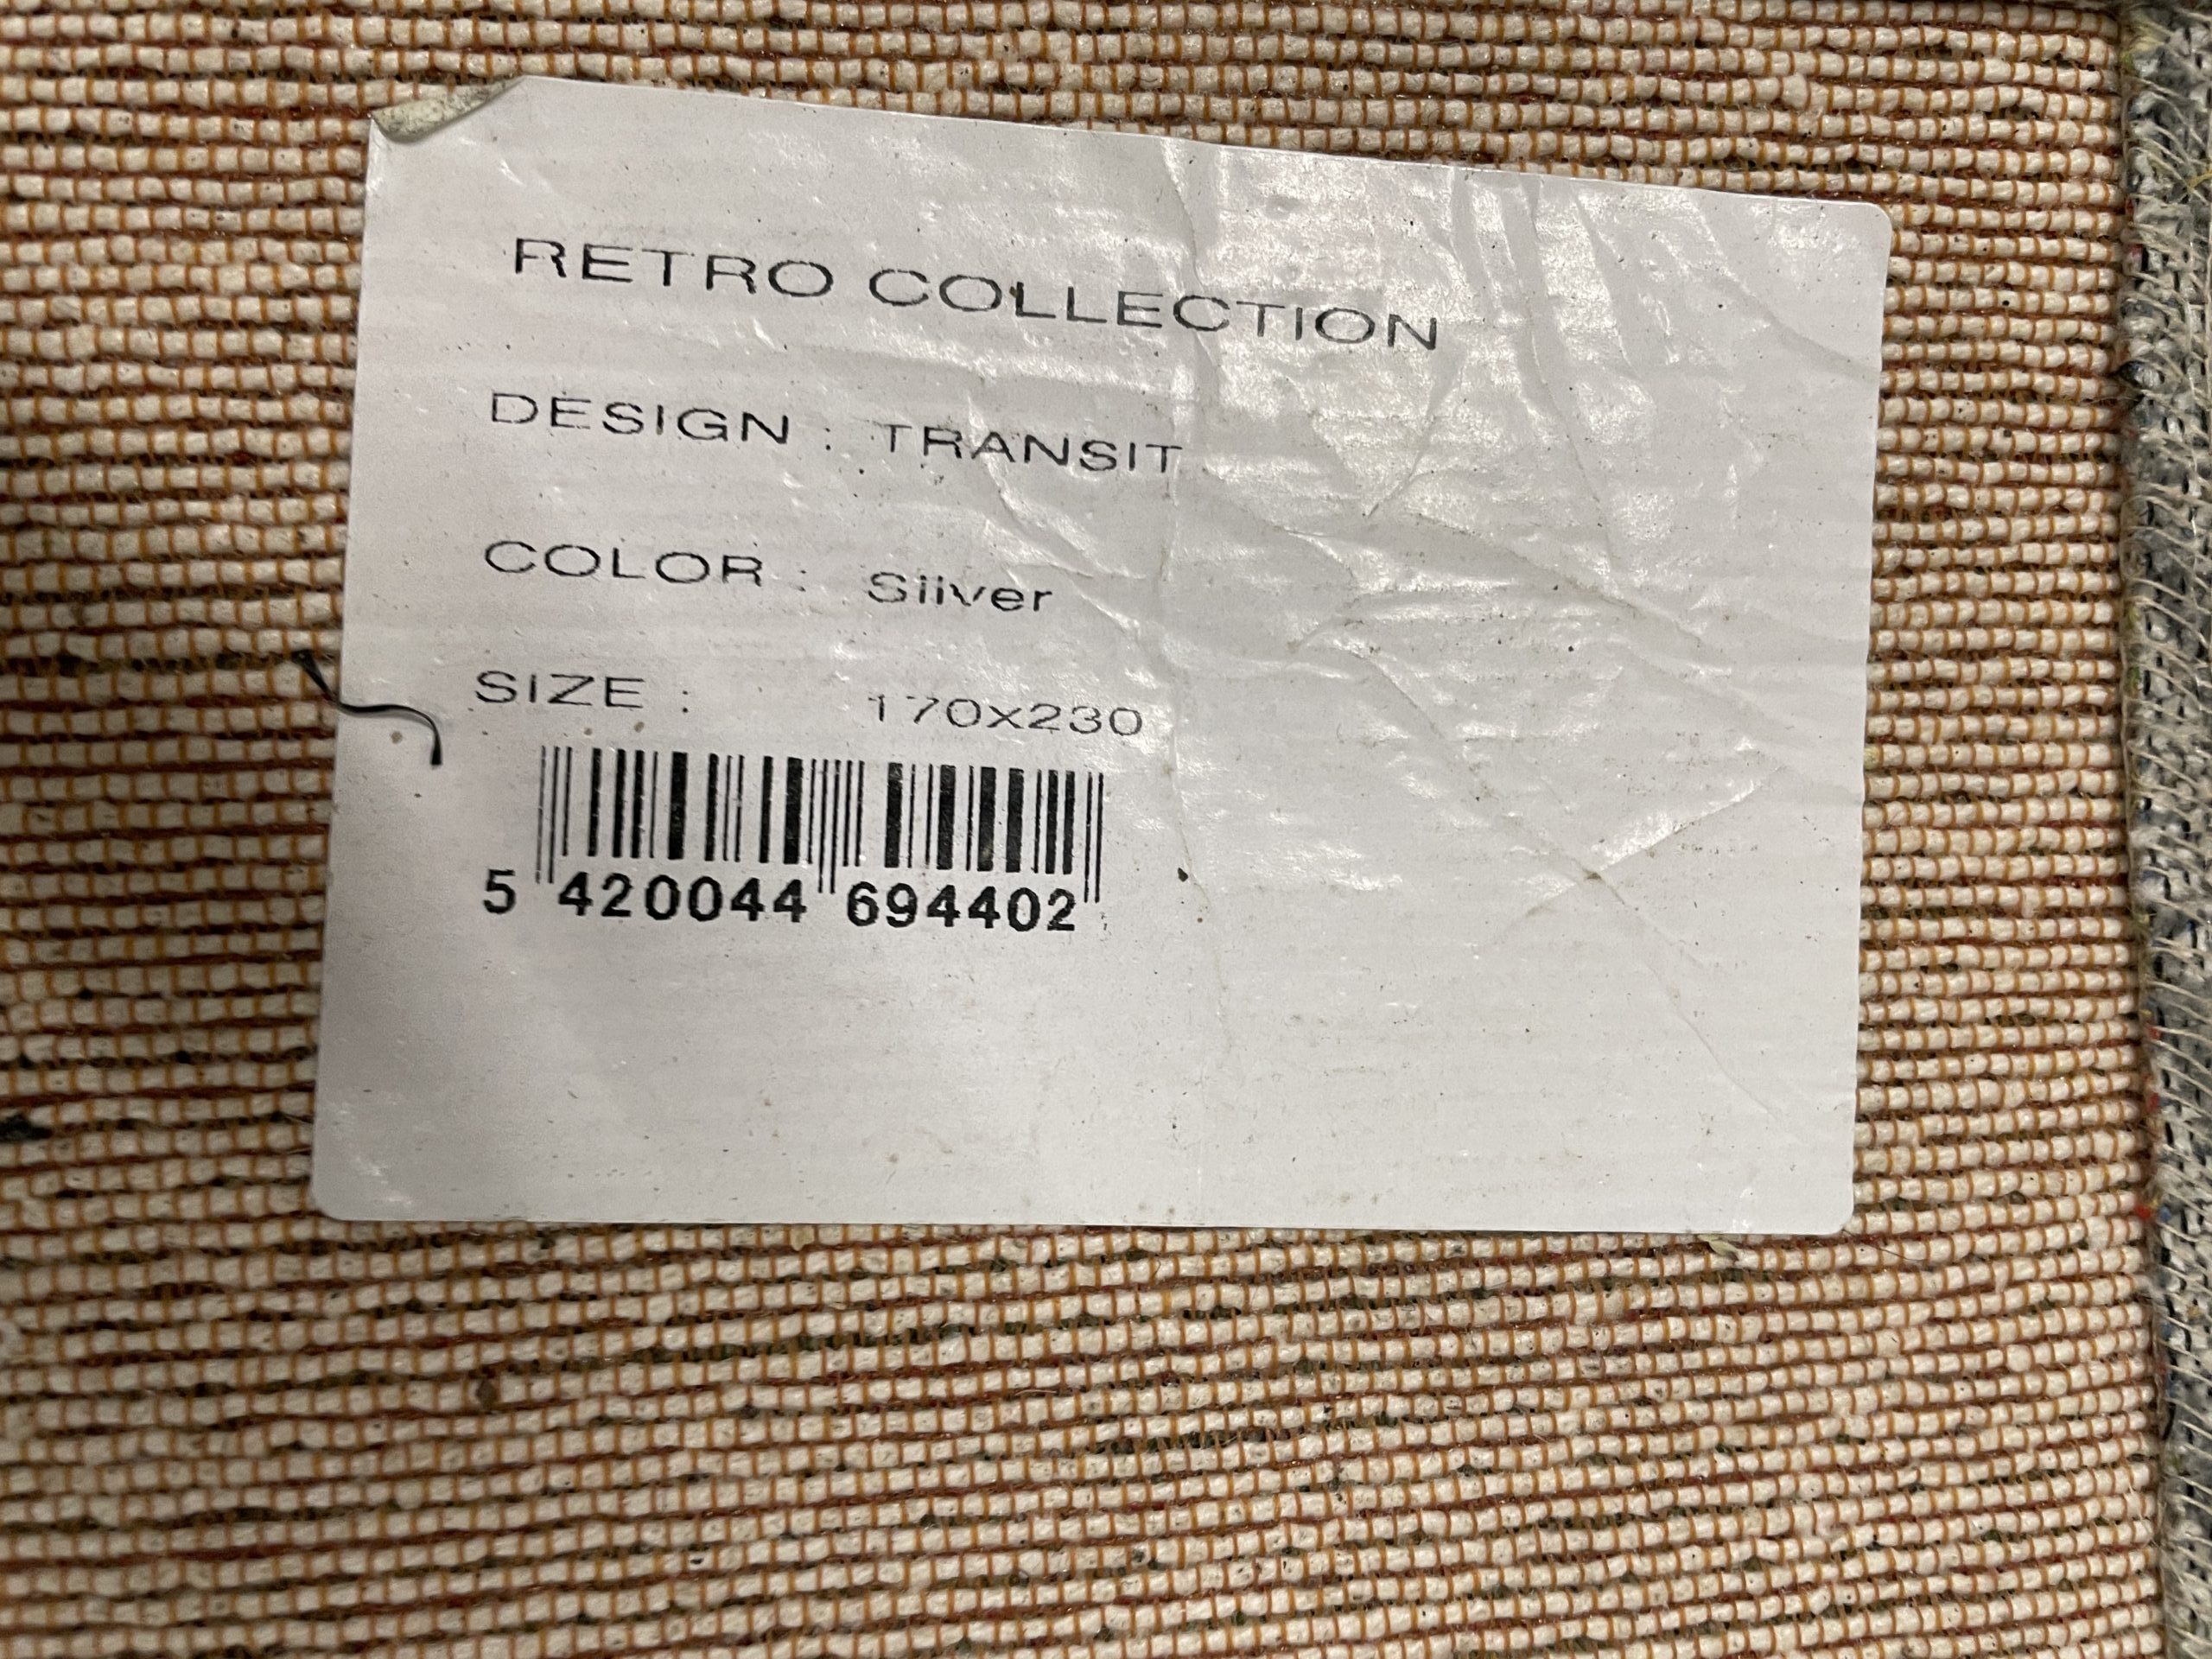 RETRO COLLECTION
DESIGN : TRANSIT
COLOR : Silver
SIZE : 170x230
5 420044 694402